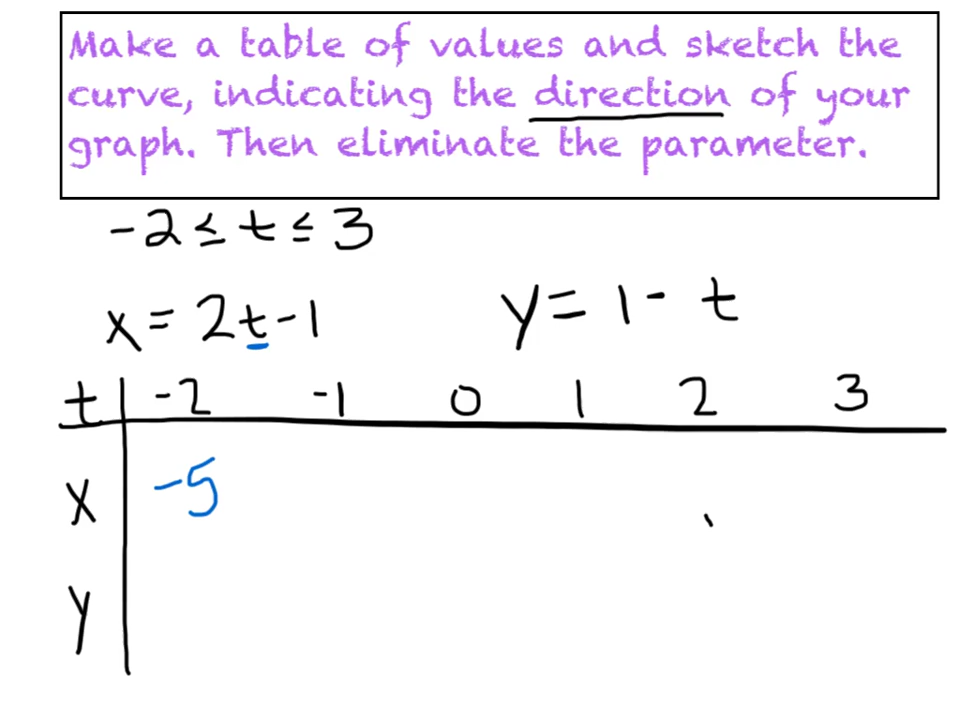 Make a table of values and sketch the
curve, indicating the direction of your
graph. Then eliminate the parameter.
-2 ≤ t ≤ 3
x = 2t-1 y = 1 - t
t -2 -1 0 1 2 3
x -5
y